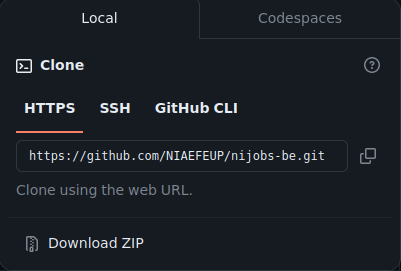 Local
Codespaces
Clone
HTTPS
SSH
GitHub CLI
https://github.com/NIAEFEUP/nijobs-be.git
Clone using the web URL.
Download ZIP